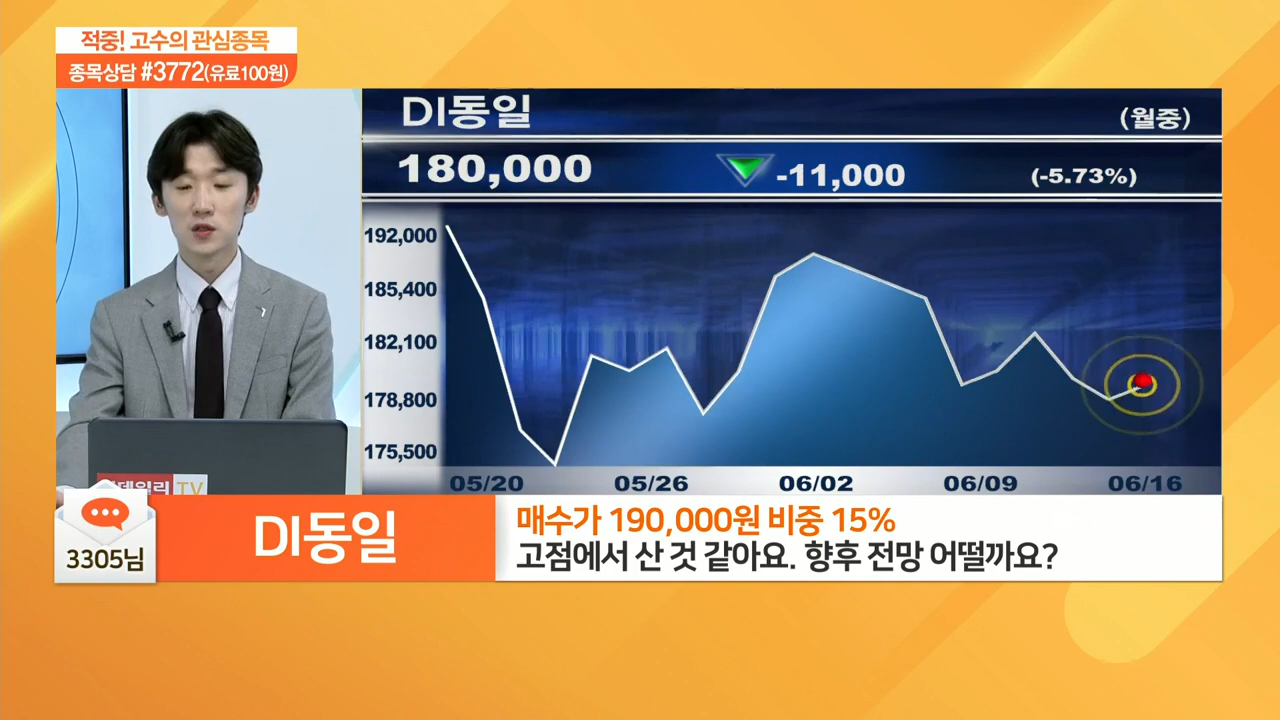 적중! 고수의 관심종목
종목상담 #3772(유료100원)
DI동일
(월중)
180,000
-11,000
(-5.73%)
192,000
185,400
182,100
178,800
175,500
05/20
05/26
06/02
06/09
06/16
데일리 TV
3305님
DI동일
매수가 190,000원 비중 15%
고점에서 산 것 같아요. 향후 전망 어떨까요?